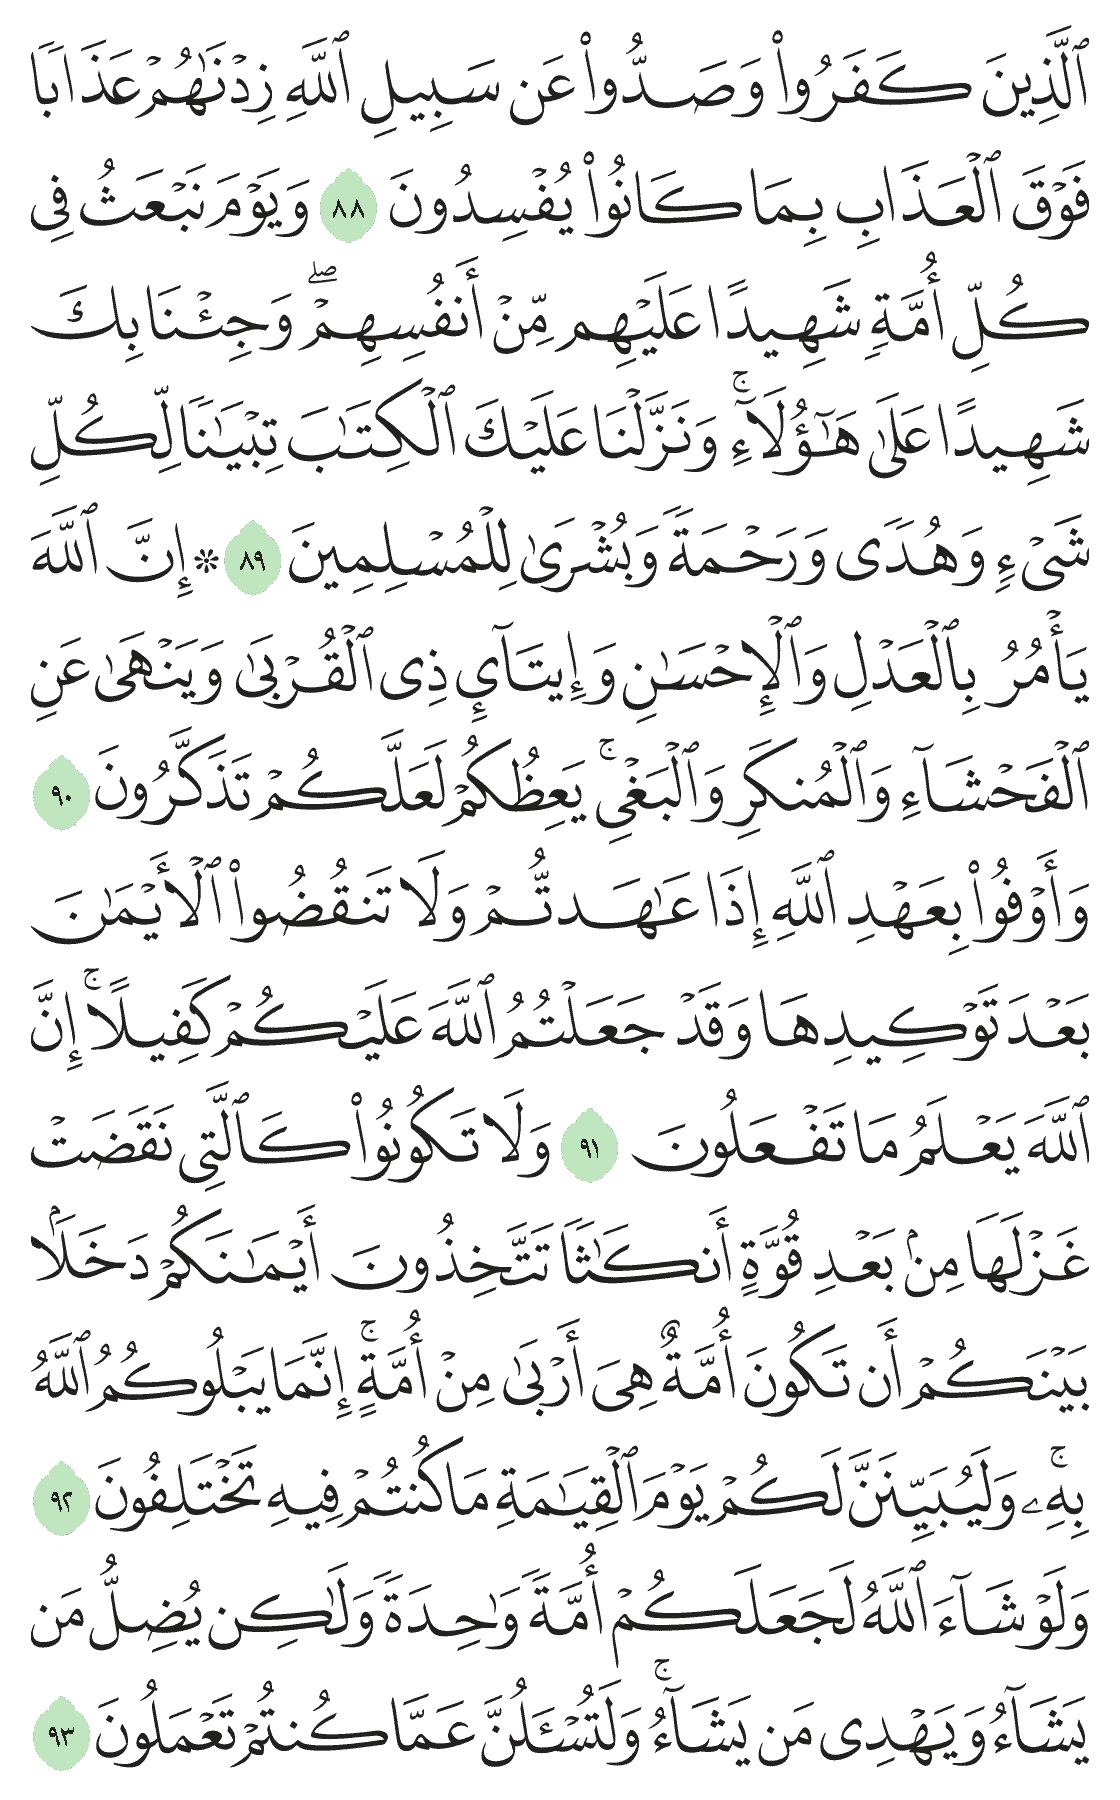 ٱلَّذِينَ كَفَرُوا۟ وَصَدُّوا۟ عَن سَبِيلِ ٱللَّهِ زِدْنَٰهُمْ عَذَابًا
فَوْقَ ٱلْعَذَابِ بِمَا كَانُوا۟ يُفْسِدُونَ ٨٨ وَيَوْمَ نَبْعَثُ فِى
كُلِّ أُمَّةٍ شَهِيدًا عَلَيْهِم مِّنْ أَنفُسِهِمْ ۖ وَجِئْنَا بِكَ
شَهِيدًا عَلَىٰ هَٰٓؤُلَآءِ ۚ وَنَزَّلْنَا عَلَيْكَ ٱلْكِتَٰبَ تِبْيَٰنًا لِّكُلِّ
شَىْءٍ وَهُدًى وَرَحْمَةً وَبُشْرَىٰ لِلْمُسْلِمِينَ ٨٩ ۞ إِنَّ ٱللَّهَ
يَأْمُرُ بِٱلْعَدْلِ وَٱلْإِحْسَٰنِ وَإِيتَآئِ ذِى ٱلْقُرْبَىٰ وَيَنْهَىٰ عَنِ
ٱلْفَحْشَآءِ وَٱلْمُنكَرِ وَٱلْبَغْىِ ۚ يَعِظُكُمْ لَعَلَّكُمْ تَذَكَّرُونَ ٩٠
وَأَوْفُوا۟ بِعَهْدِ ٱللَّهِ إِذَا عَٰهَدتُّمْ وَلَا تَنقُضُوا۟ ٱلْأَيْمَٰنَ
بَعْدَ تَوْكِيدِهَا وَقَدْ جَعَلْتُمُ ٱللَّهَ عَلَيْكُمْ كَفِيلًا ۚ إِنَّ
ٱللَّهَ يَعْلَمُ مَا تَفْعَلُونَ ٩١ وَلَا تَكُونُوا۟ كَٱلَّتِى نَقَضَتْ
غَزْلَهَا مِنۢ بَعْدِ قُوَّةٍ أَنكَٰثًا تَتَّخِذُونَ أَيْمَٰنَكُمْ دَخَلًۢا
بَيْنَكُمْ أَن تَكُونَ أُمَّةٌ هِىَ أَرْبَىٰ مِنْ أُمَّةٍ ۚ إِنَّمَا يَبْلُوكُمُ ٱللَّهُ
بِهِۦ ۚ وَلَيُبَيِّنَنَّ لَكُمْ يَوْمَ ٱلْقِيَٰمَةِ مَا كُنتُمْ فِيهِ تَخْتَلِفُونَ ٩٢
وَلَوْ شَآءَ ٱللَّهُ لَجَعَلَكُمْ أُمَّةً وَٰحِدَةً وَلَٰكِن يُضِلُّ مَن
يَشَآءُ وَيَهْدِى مَن يَشَآءُ ۚ وَلَتُسْـَٔلُنَّ عَمَّا كُنتُمْ تَعْمَلُونَ ٩٣